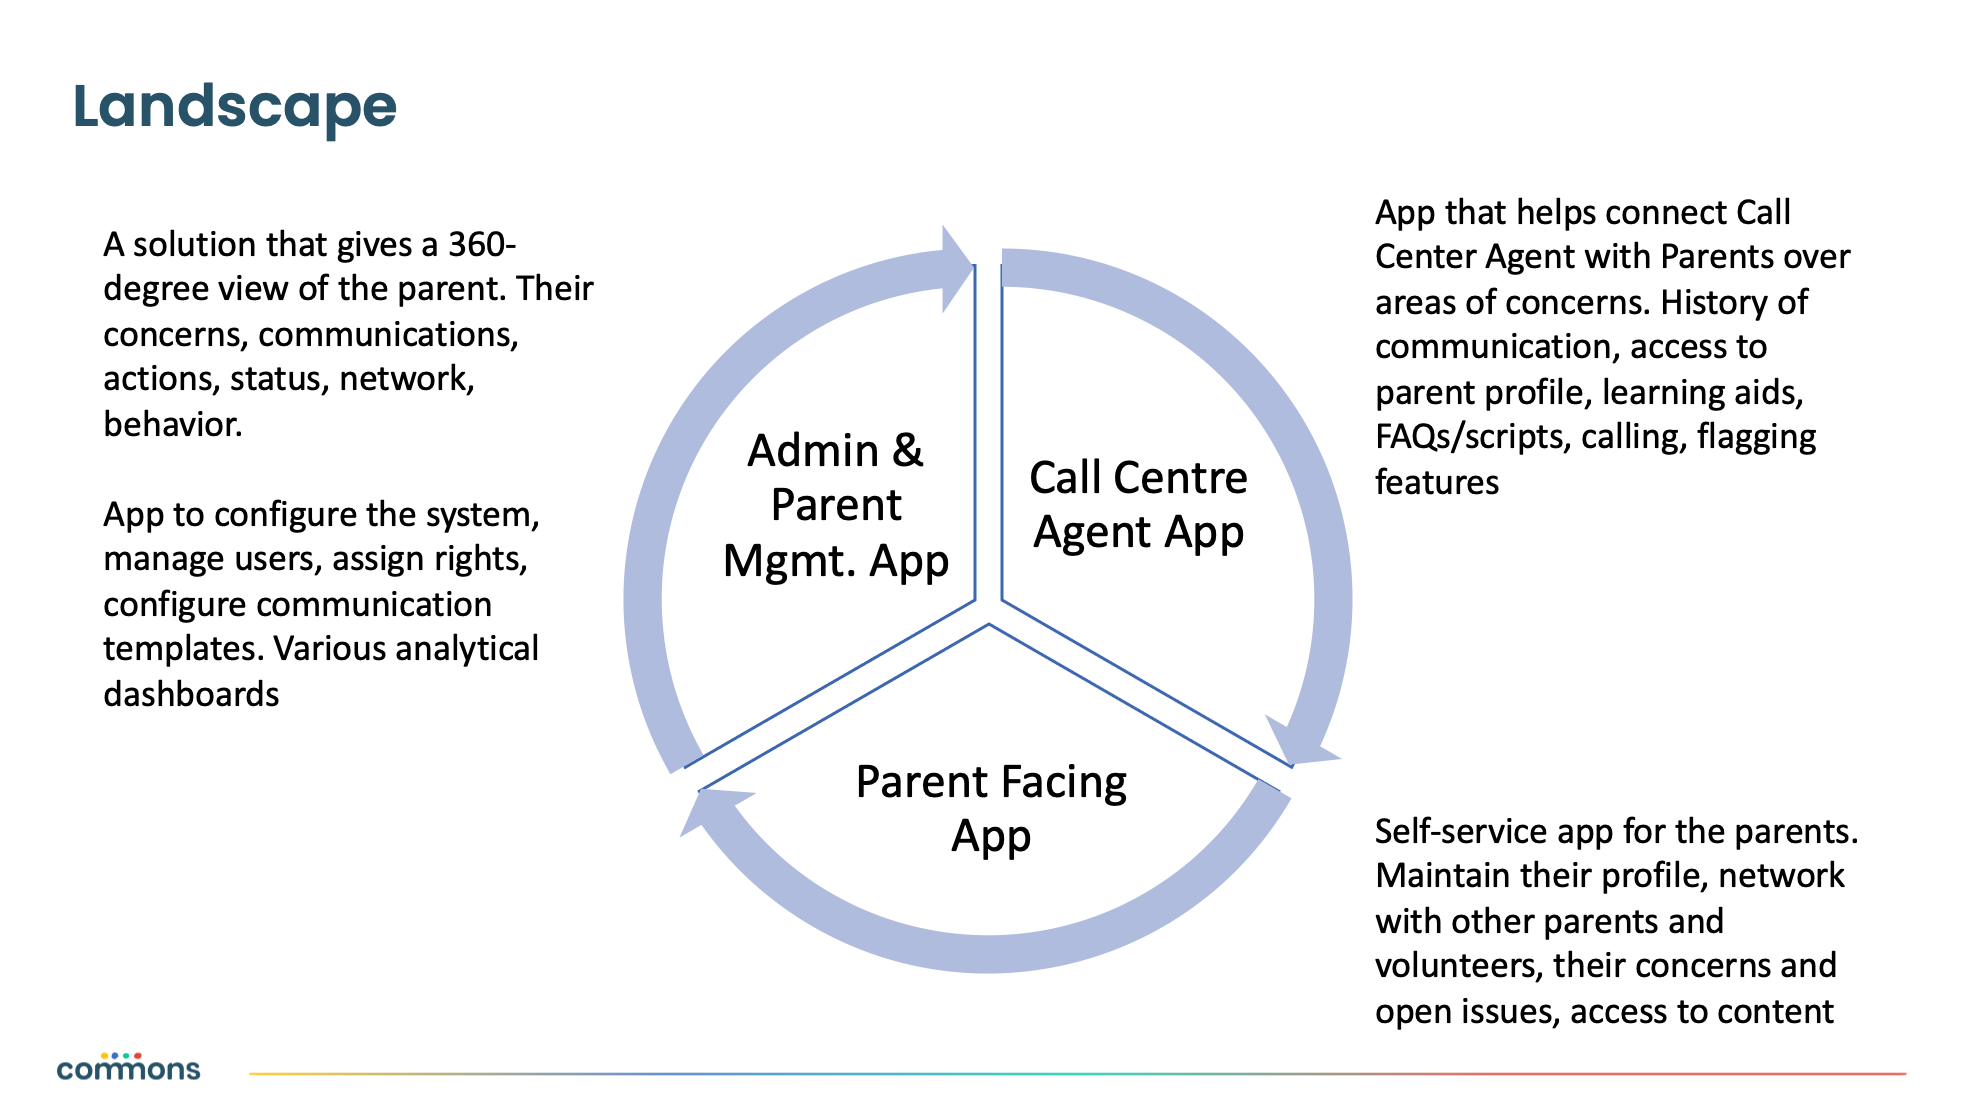 Landscape
A solution that gives a 360-
degree view of the parent. Their
concerns, communications,
actions, status, network,
behavior.
App to configure the system,
manage users, assign rights,
configure communication
templates. Various analytical
dashboards
Admin &
Parent
Mgmt. App
Call Centre
Agent App
Parent Facing
App
App that helps connect Call
Center Agent with Parents over
areas of concerns. History of
communication, access to
parent profile, learning aids,
FAQs/scripts, calling, flagging
features
Self-service app for the parents.
Maintain their profile, network
with other parents and
volunteers, their concerns and
open issues, access to content
commons